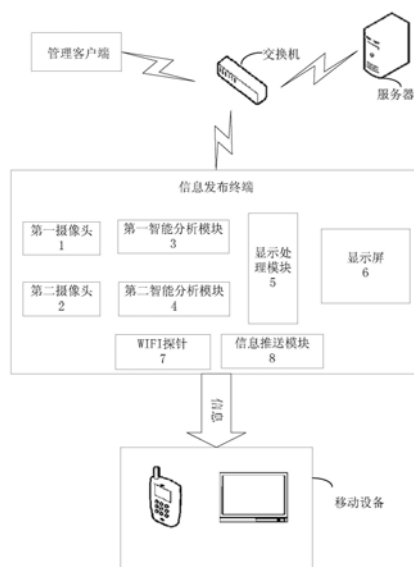 管理客户端
交换机
服务器
信息发布终端
第一摄像头
1
第一智能分析模块
3
显示处
理模块
5
显示屏
6
第二摄像头
2
第二智能分析模块
4
WIFI探针
7
信息推送模块
8
信息
移动设备